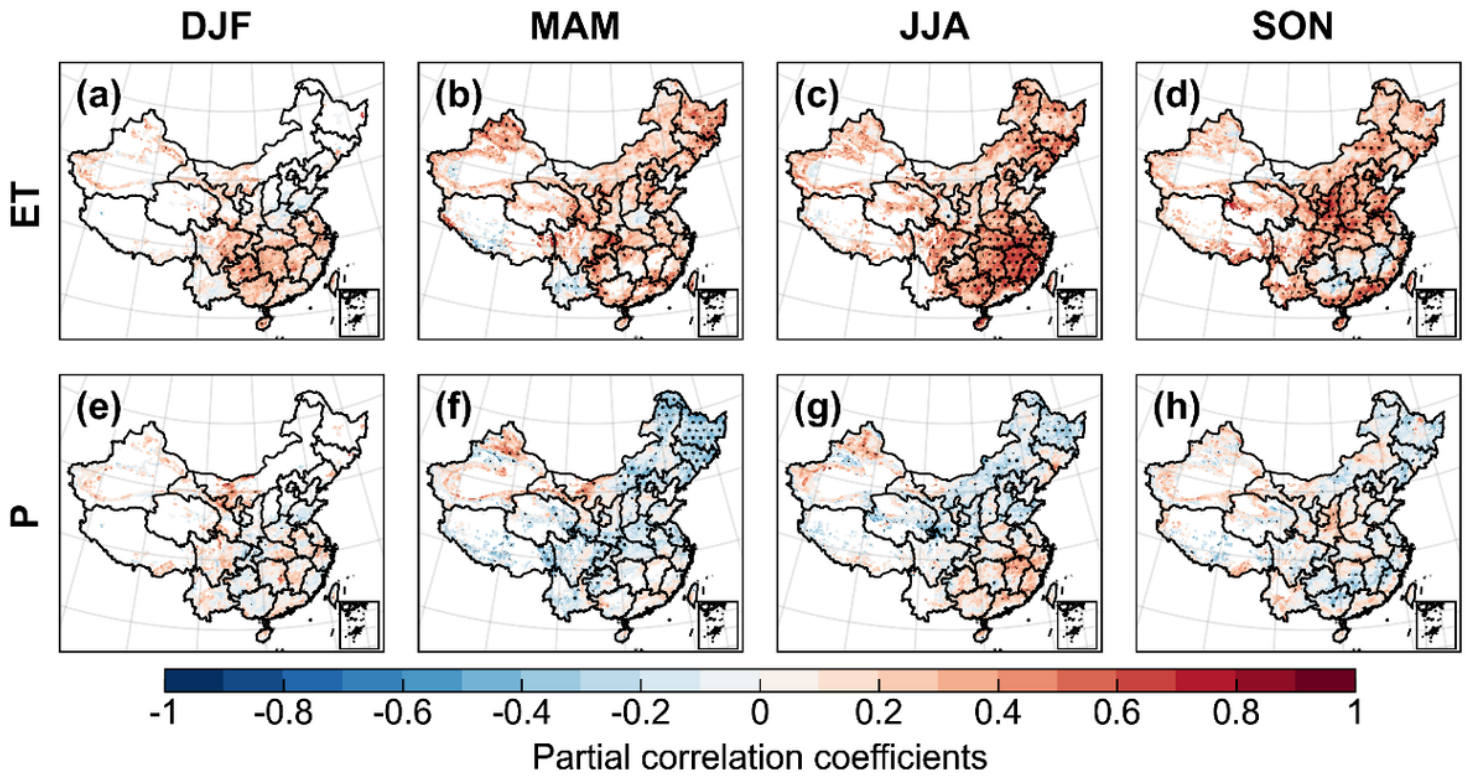 DJF MAM JJA SON
ET
(a) (b) (c) (d)
P
(e) (f) (g) (h)
-1 -0.8 -0.6 -0.4 -0.2 0 0.2 0.4 0.6 0.8 1
Partial correlation coefficients